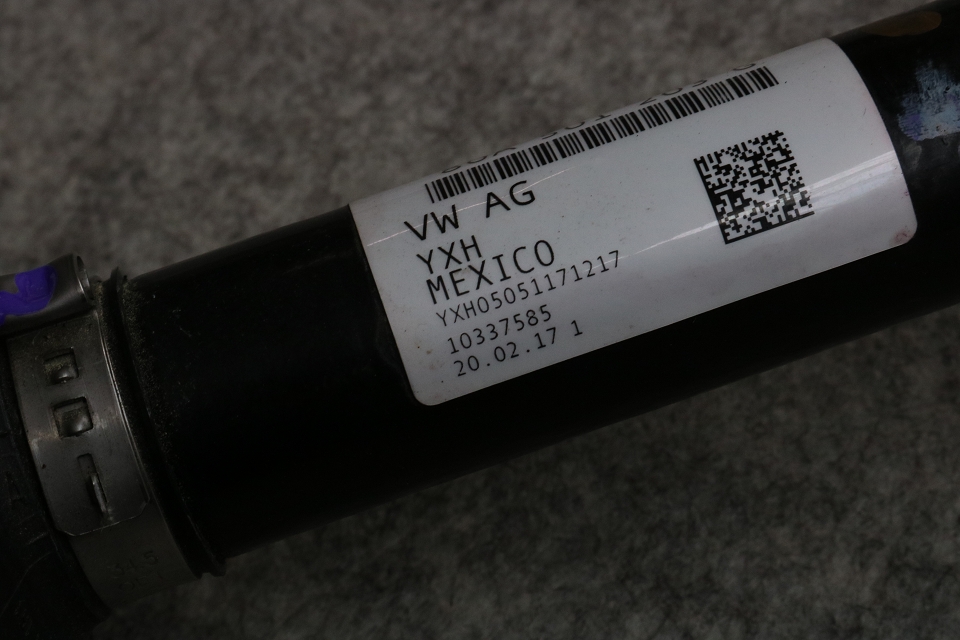 VW AG
YXH
MEXICO
YXH05051171217
10337585
20.02.17 1